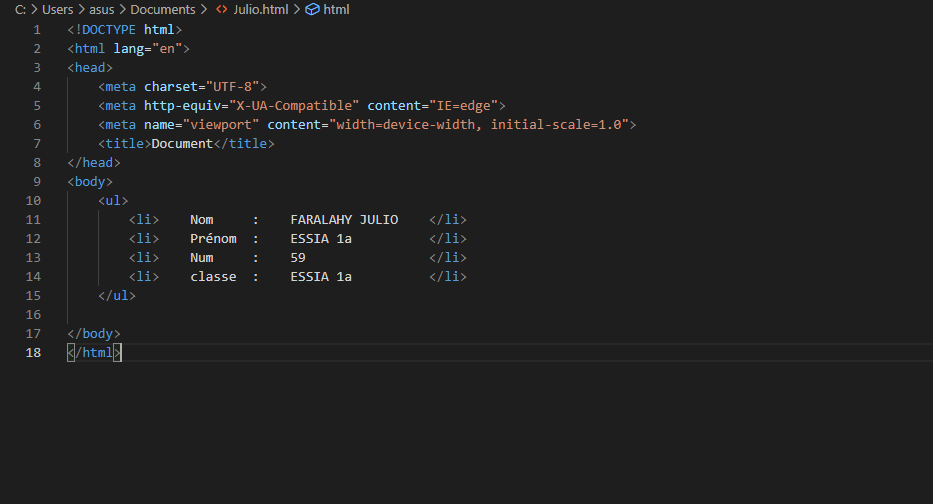 C: > Users > asus > Documents > <> Julio.html > html
1 <!DOCTYPE html>
2 <html lang="en">
3 <head>
4     <meta charset="UTF-8">
5     <meta http-equiv="X-UA-Compatible" content="IE=edge">
6     <meta name="viewport" content="width=device-width, initial-scale=1.0">
7     <title>Document</title>
8 </head>
9 <body>
10     <ul>
11         <li>    Nom     :    FARALAHY JULIO    </li>
12         <li>    Prénom  :    ESSIA 1a          </li>
13         <li>    Num     :    59                </li>
14         <li>    classe  :    ESSIA 1a          </li>
15     </ul>
16
17 </body>
18 </html>